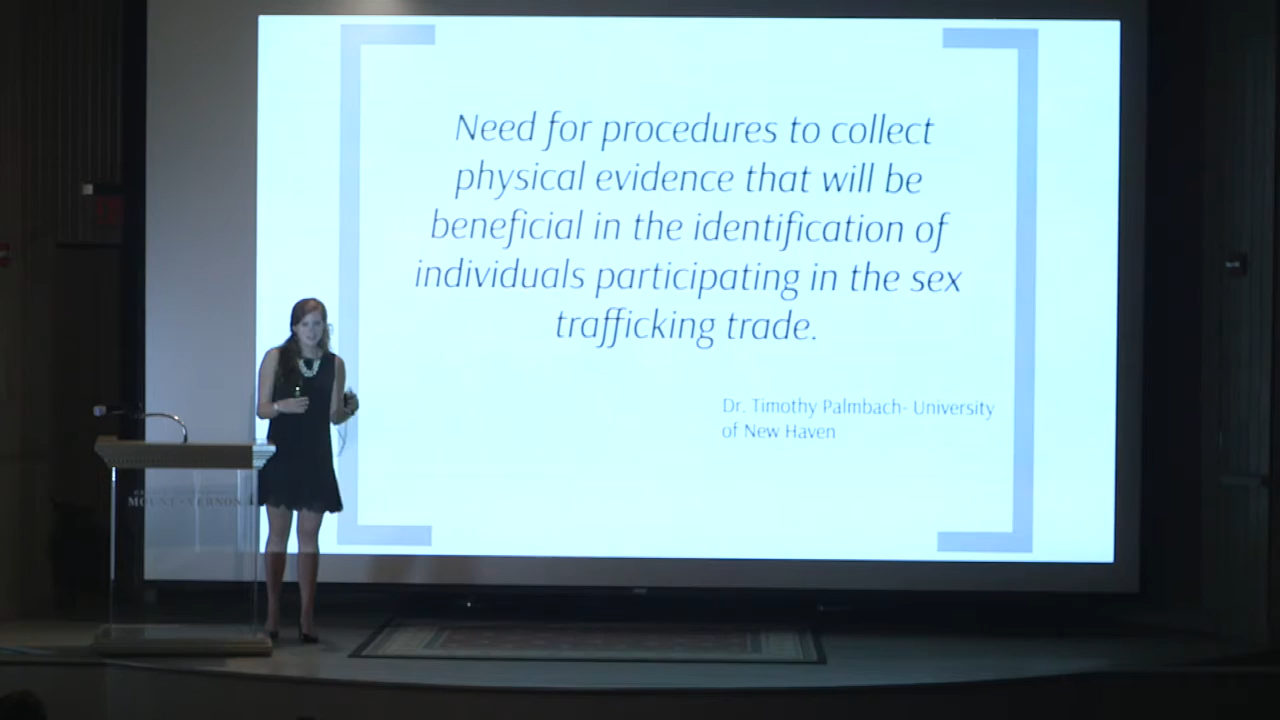 Need for procedures to collect
physical evidence that will be
beneficial in the identification of
individuals participating in the sex
trafficking trade.
Dr. Timothy Palmbach- University
of New Haven
MOUNT VERNON